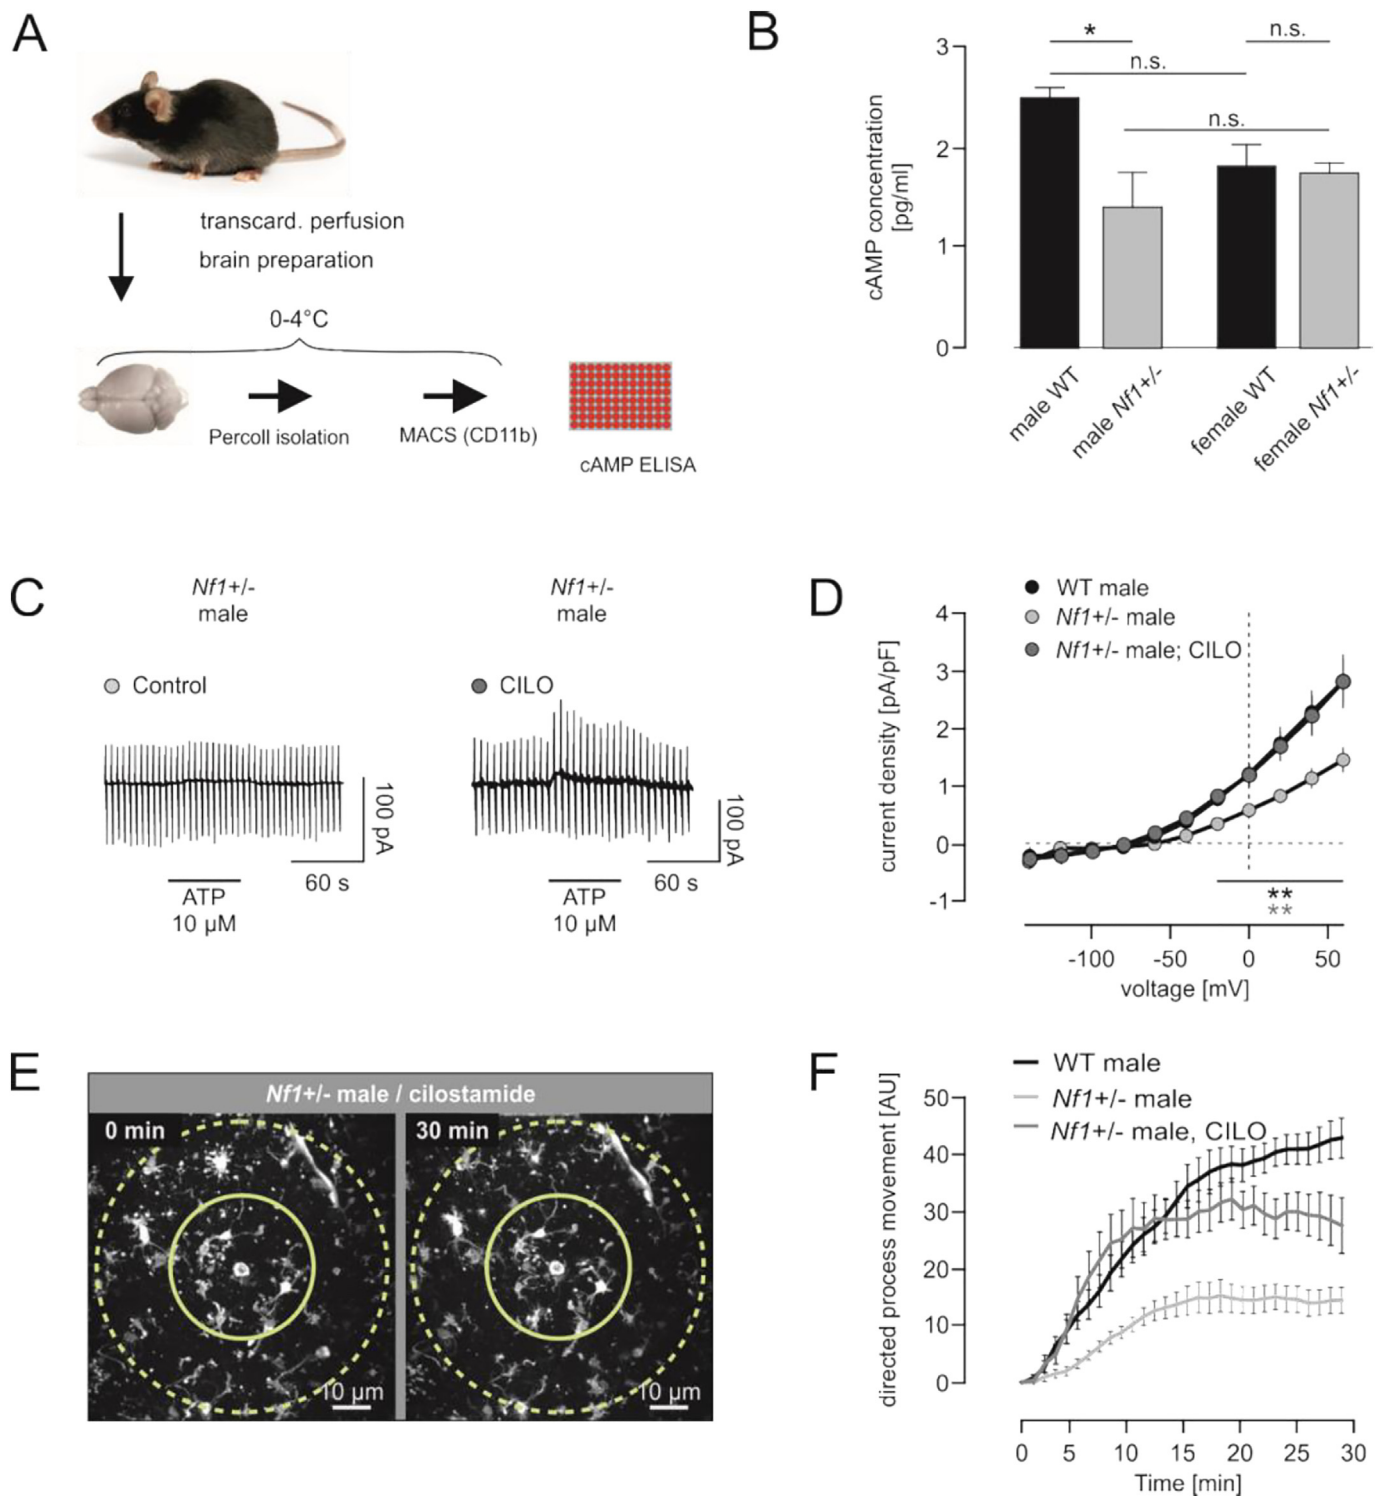 A
transcard. perfusion
brain preparation
0-4°C
Percoll isolation
MACS (CD11b)
cAMP ELISA
B
cAMP concentration
[pg/ml]
3
2
1
0
*
n.s.
n.s.
n.s.
male WT
male Nf1+/-
female WT
female Nf1+/-
C
Nf1+/-
male
Control
100 pA
60 s
ATP
10 µM
Nf1+/-
male
CILO
100 pA
60 s
ATP
10 µM
D
WT male
Nf1+/- male
Nf1+/- male; CILO
current density [pA/pF]
4
3
2
1
0
-1
**
**
-100 -50 0 50
voltage [mV]
E
Nf1+/- male / cilostamide
0 min
10 µm
30 min
10 µm
F
WT male
Nf1+/- male
Nf1+/- male, CILO
directed process movement [AU]
50
40
30
20
10
0
0 5 10 15 20 25 30
Time [min]